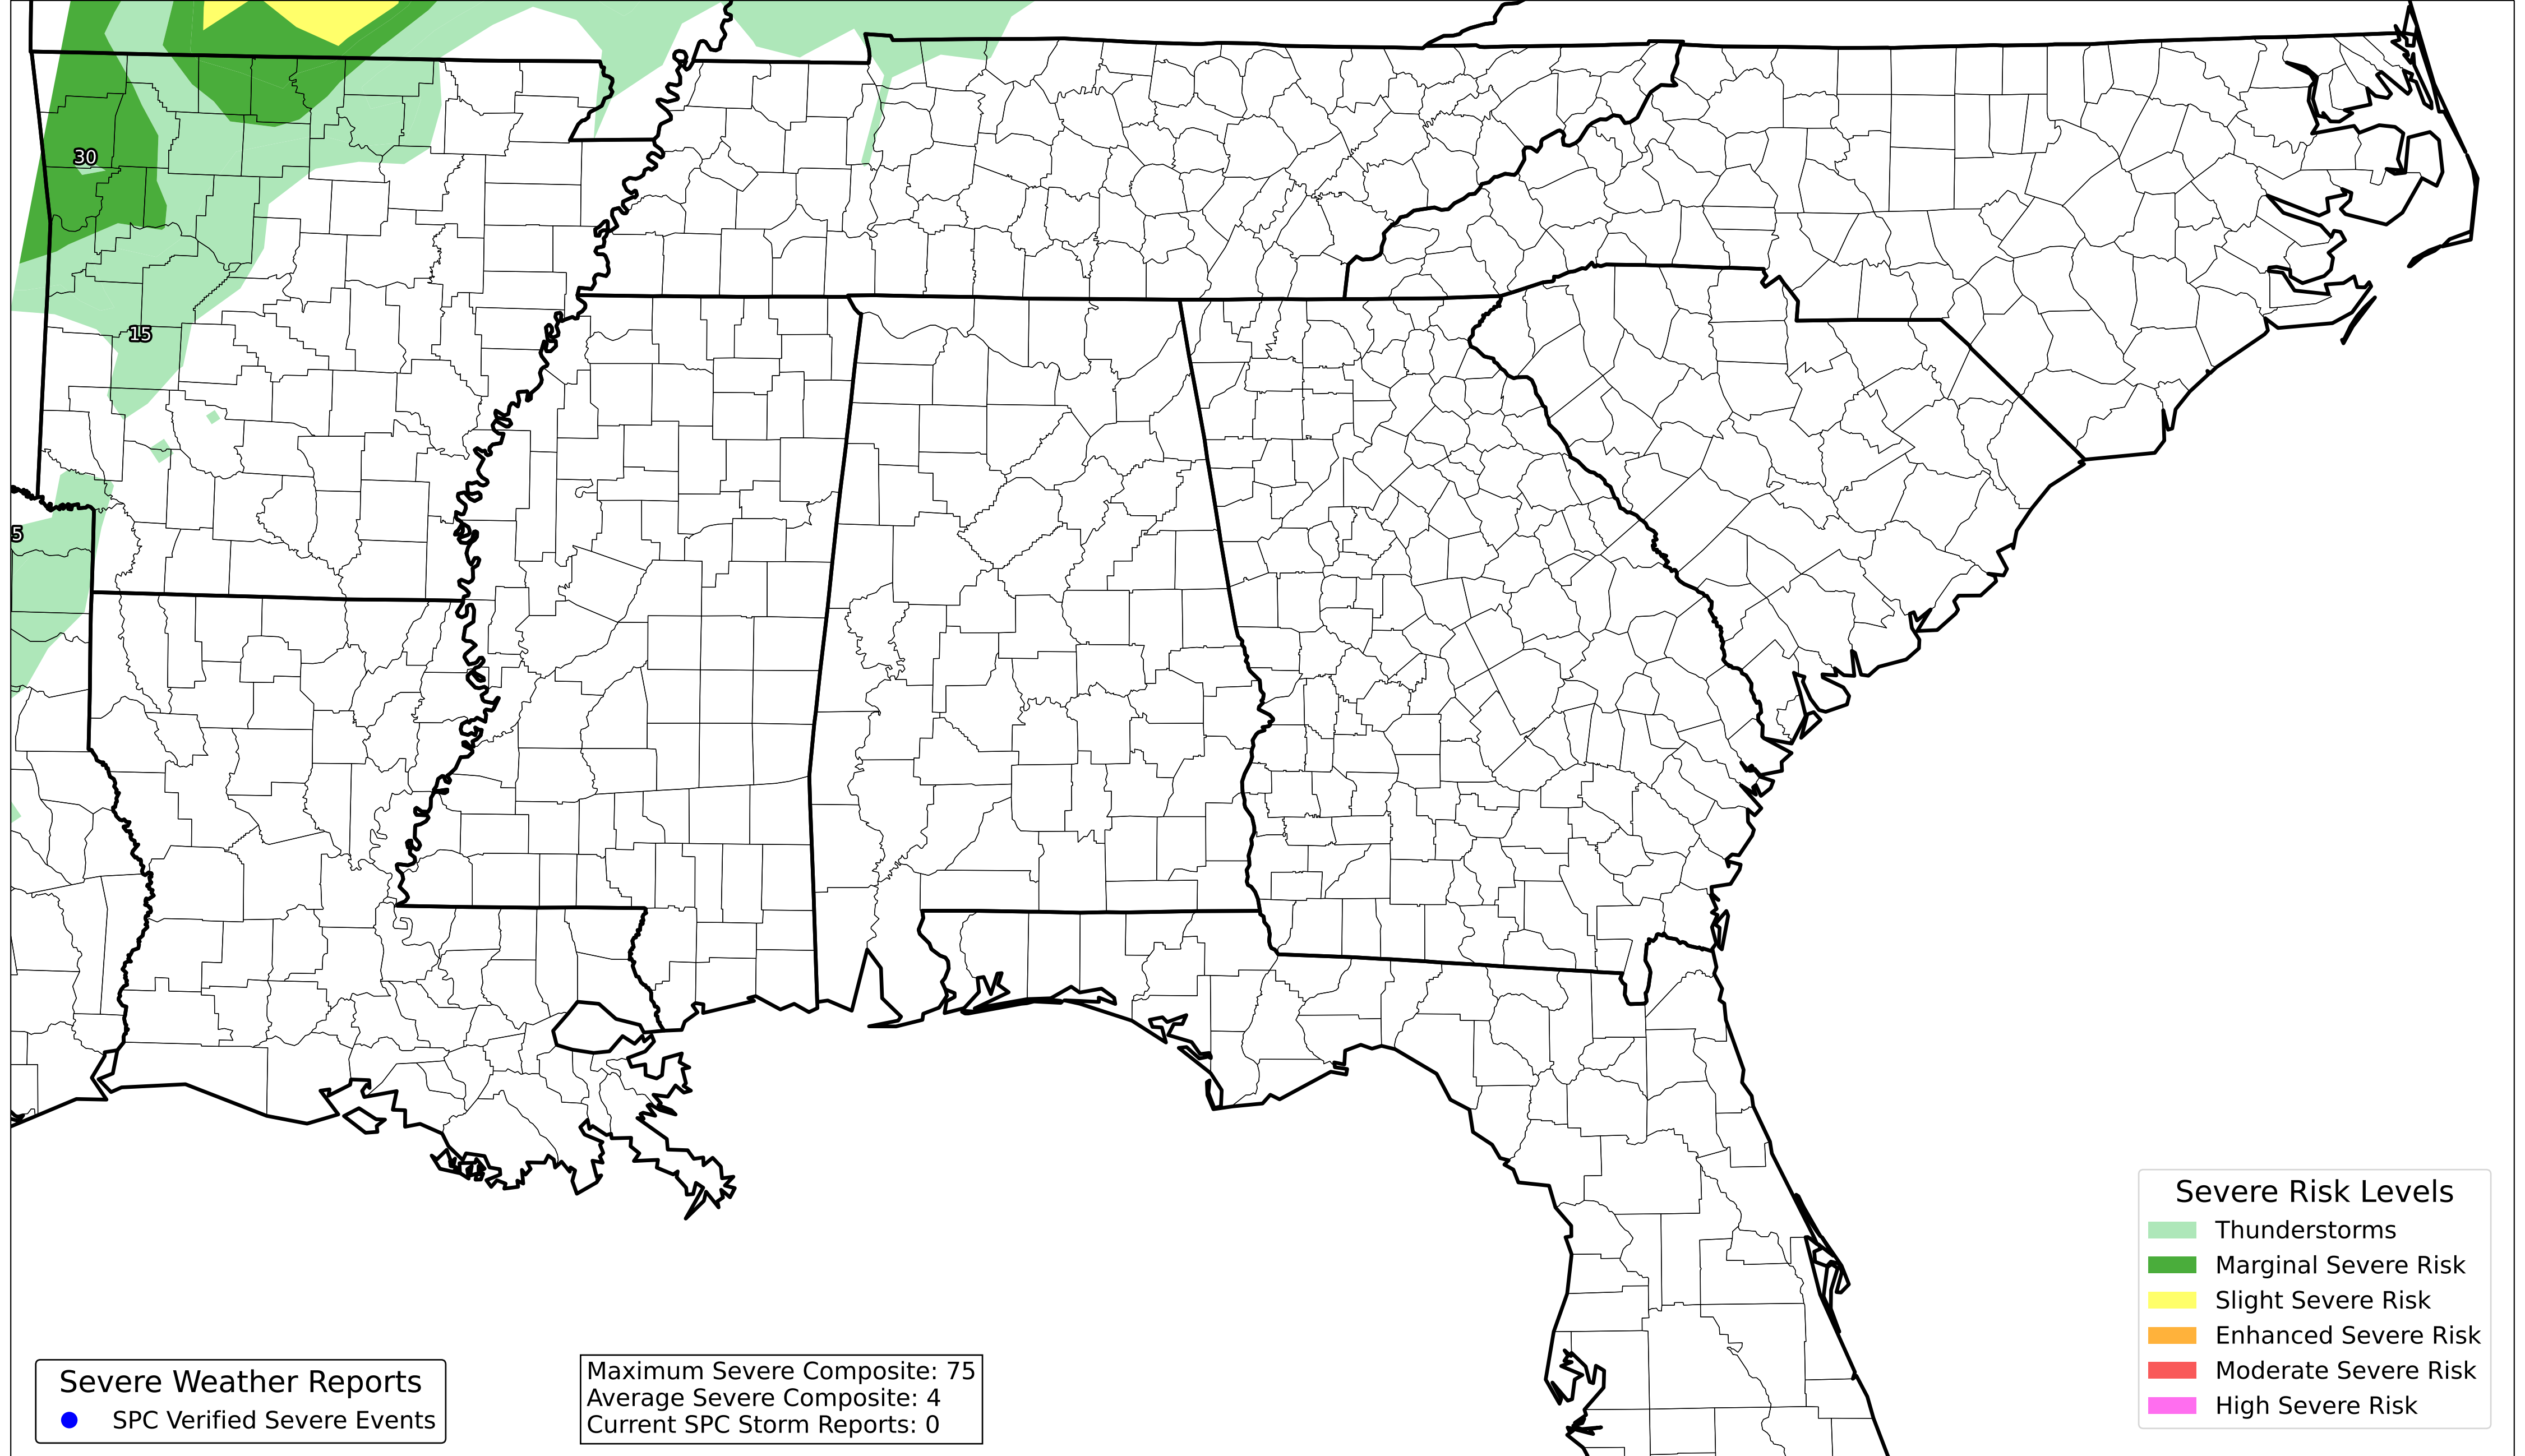 30
15
5
Severe Risk Levels
Thunderstorms
Marginal Severe Risk
Slight Severe Risk
Enhanced Severe Risk
Moderate Severe Risk
High Severe Risk
Severe Weather Reports
SPC Verified Severe Events
Maximum Severe Composite: 75
Average Severe Composite: 4
Current SPC Storm Reports: 0